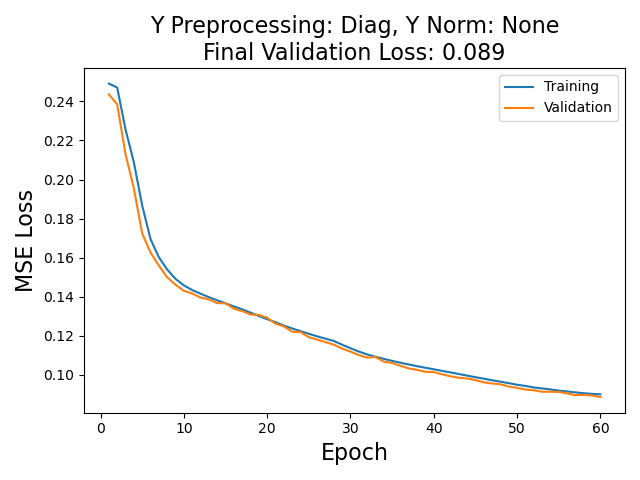 Y Preprocessing: Diag, Y Norm: None
Final Validation Loss: 0.089
Training
Validation
MSE Loss
0.24
0.22
0.20
0.18
0.16
0.14
0.12
0.10
0 10 20 30 40 50 60
Epoch